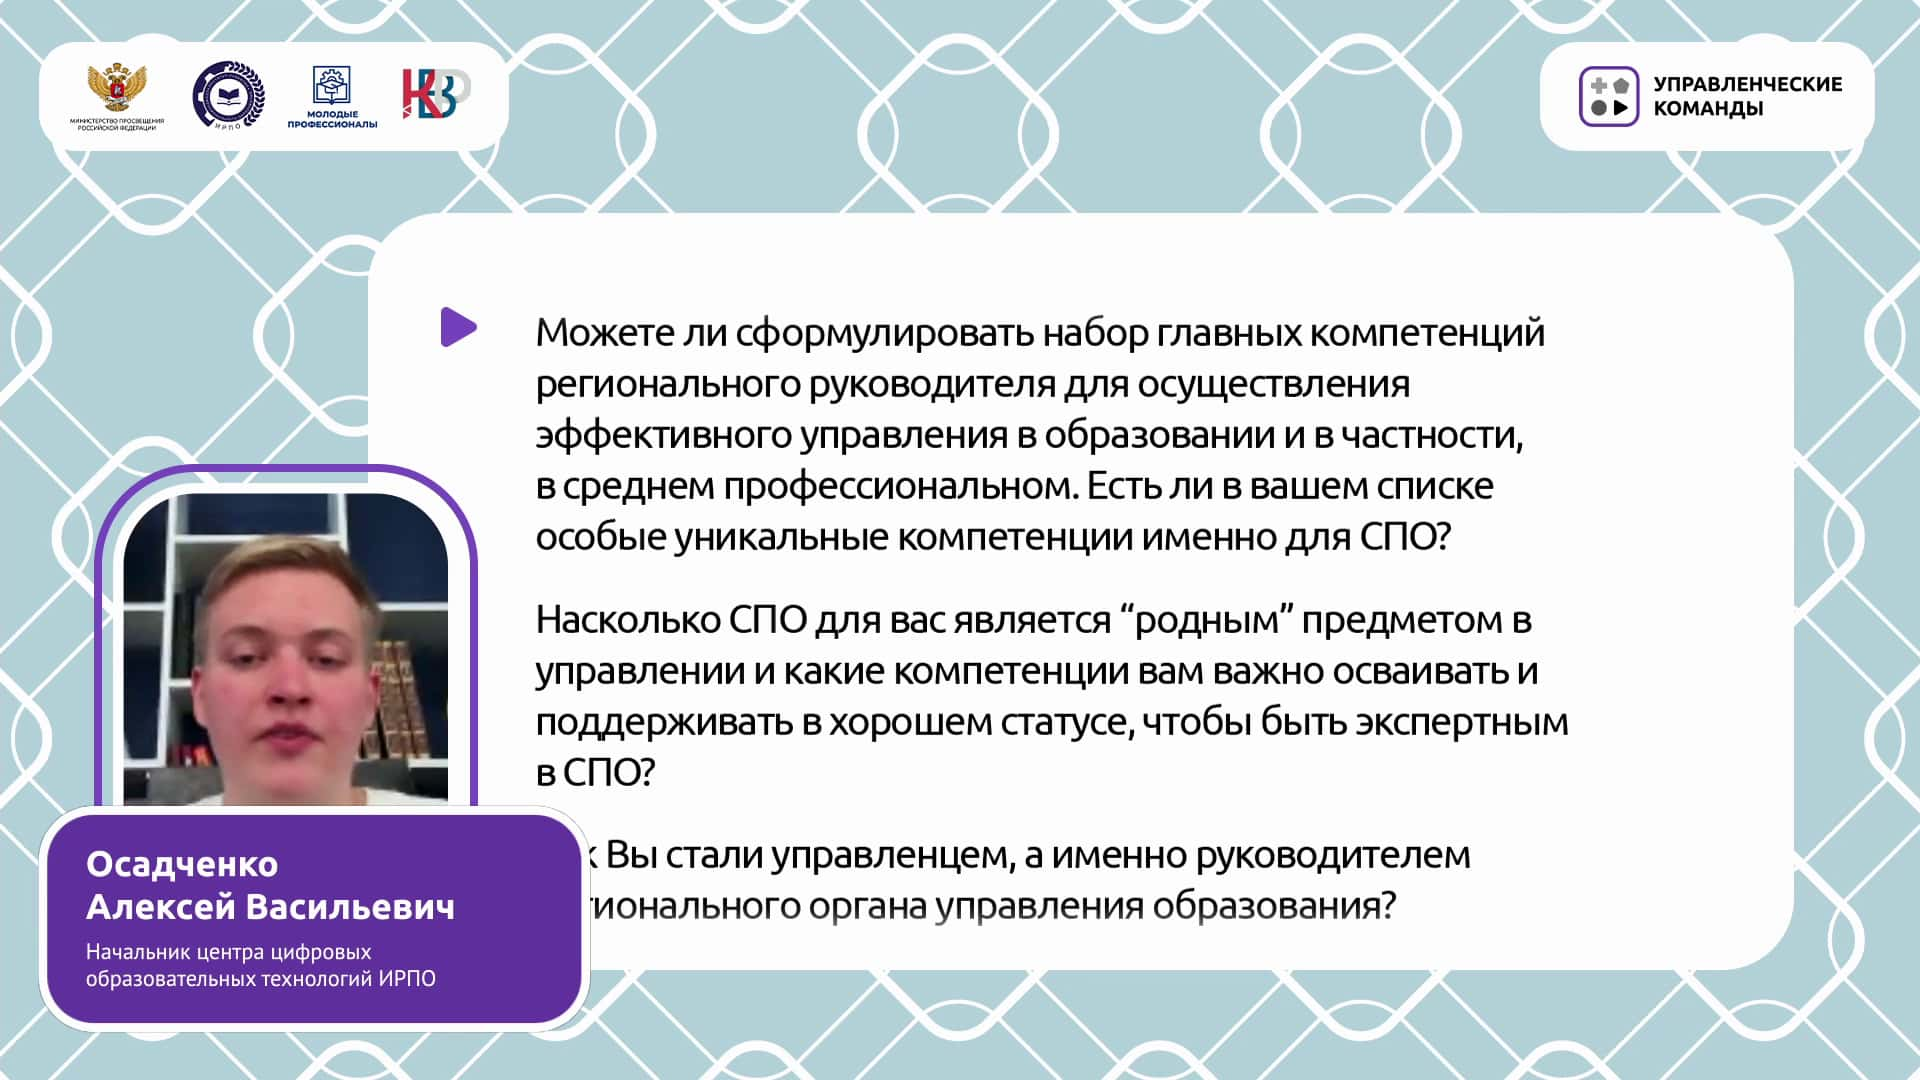 МИНИСТЕРСТВО ПРОСВЕЩЕНИЯ
РОССИЙСКОЙ ФЕДЕРАЦИИ
ИРПО
МОЛОДЫЕ
ПРОФЕССИОНАЛЫ
УПРАВЛЕНЧЕСКИЕ
КОМАНДЫ
Можете ли сформулировать набор главных компетенций
регионального руководителя для осуществления
эффективного управления в образовании и в частности,
в среднем профессиональном. Есть ли в вашем списке
особые уникальные компетенции именно для СПО?
Насколько СПО для вас является “родным” предметом в
управлении и какие компетенции вам важно осваивать и
поддерживать в хорошем статусе, чтобы быть экспертным
в СПО?
Вы стали управленцем, а именно руководителем
органа управления образования?
Осадченко
Алексей Васильевич
Начальник центра цифровых
образовательных технологий ИРПО